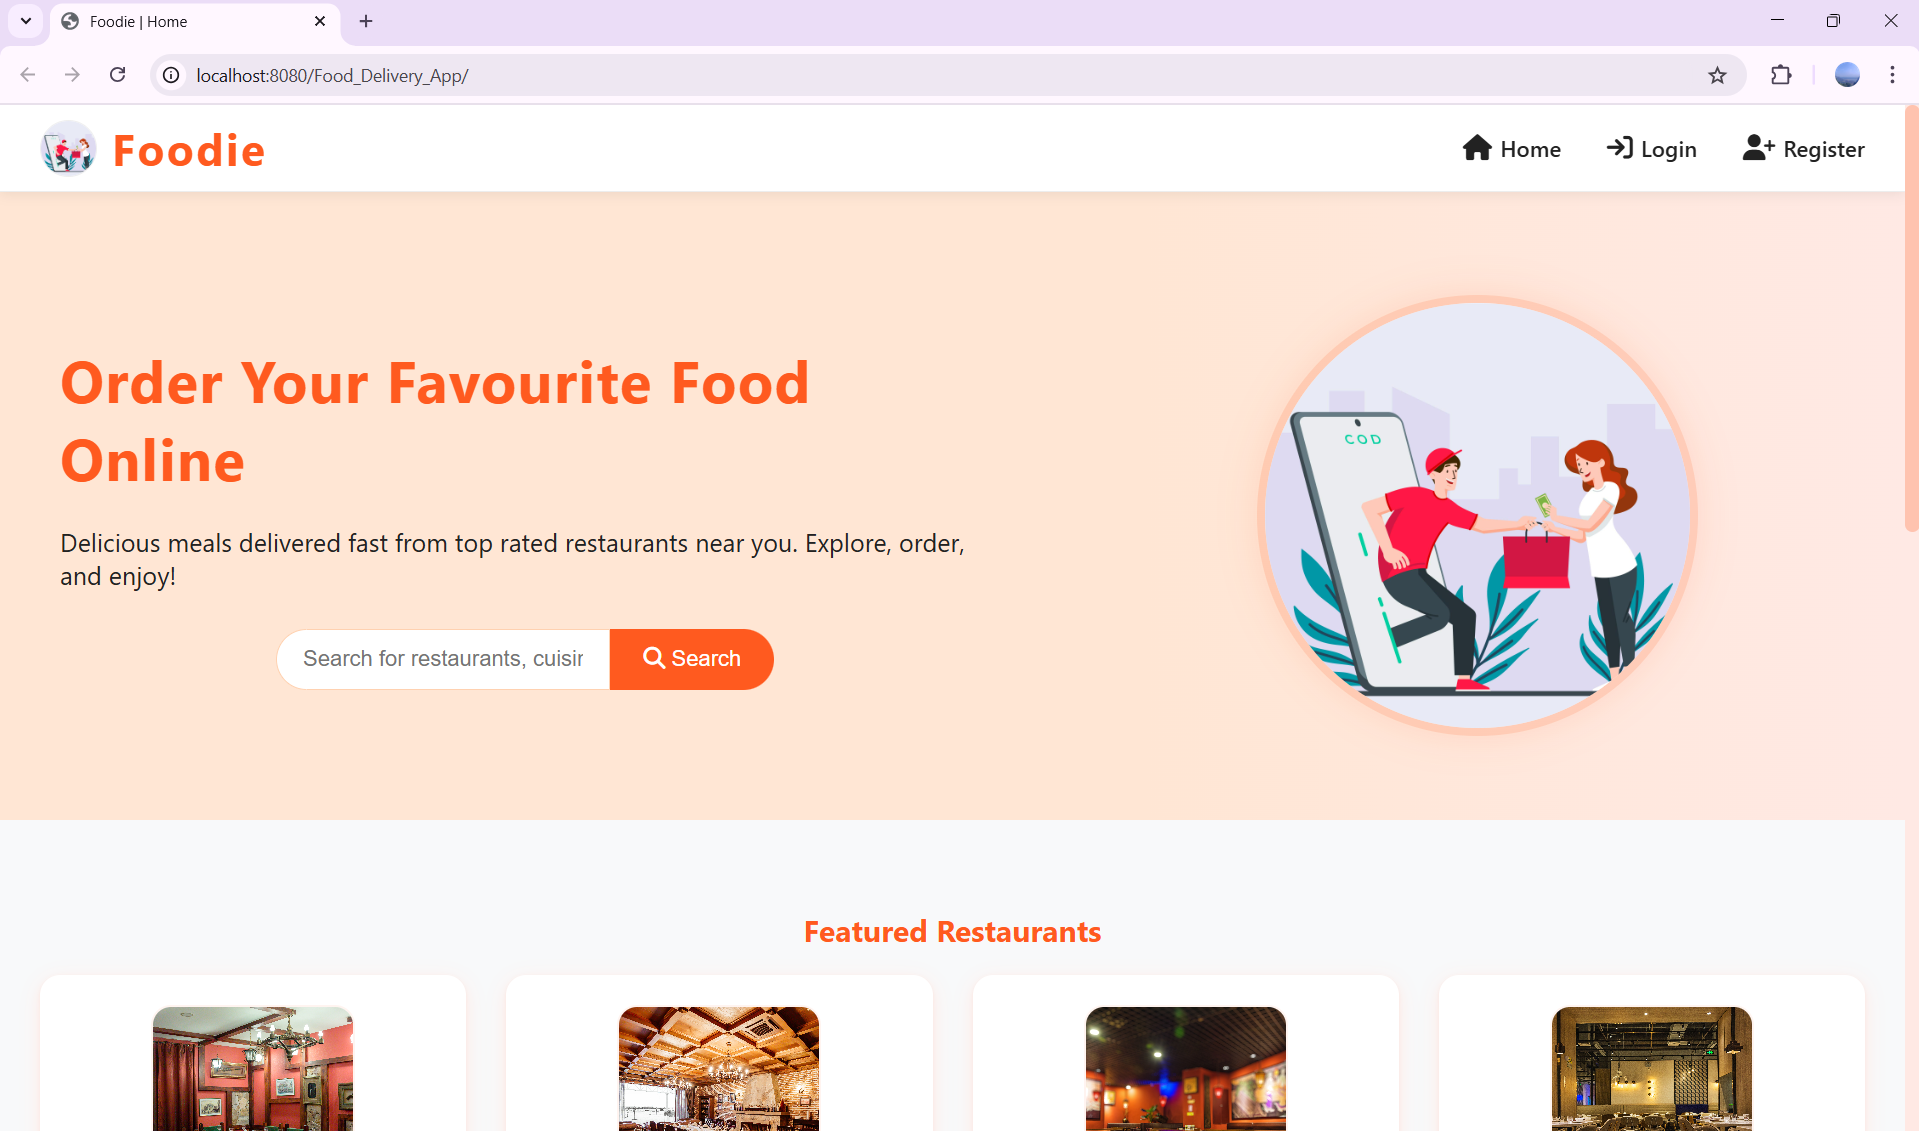 Foodie | Home
localhost:8080/Food_Delivery_App/
Foodie
Home
Login
Register
Order Your Favourite Food
Online
Delicious meals delivered fast from top rated restaurants near you. Explore, order,
and enjoy!
Search for restaurants, cuisin
Search
COD
Featured Restaurants